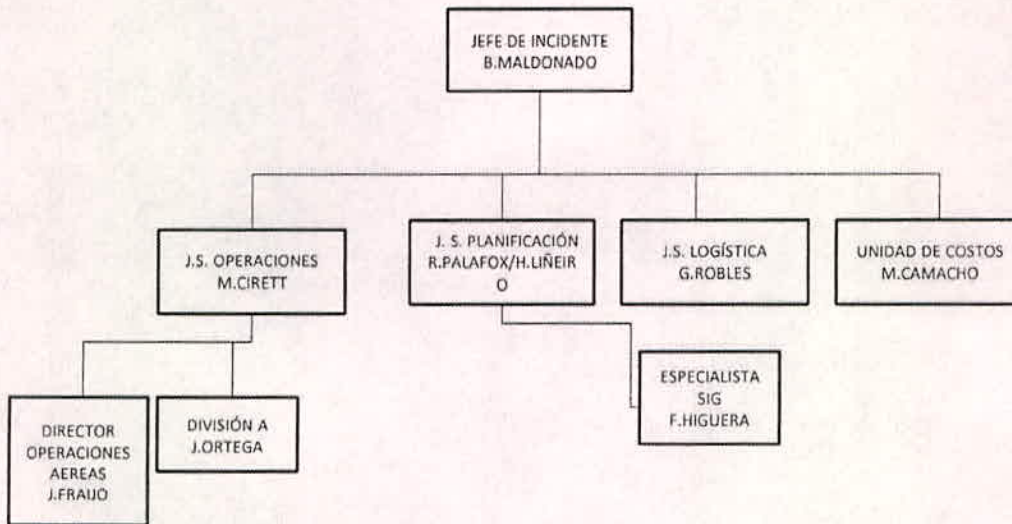 JEFE DE INCIDENTE
B.MALDONADO
J.S. OPERACIONES
M.CIRETT
J. S. PLANIFICACIÓN
R.PALAFOX/H.LIÑEIR
O
J.S. LOGÍSTICA
G.ROBLES
UNIDAD DE COSTOS
M.CAMACHO
DIRECTOR
OPERACIONES
AEREAS
J.FRAIJO
DIVISIÓN A
J.ORTEGA
ESPECIALISTA
SIG
F.HIGUERA